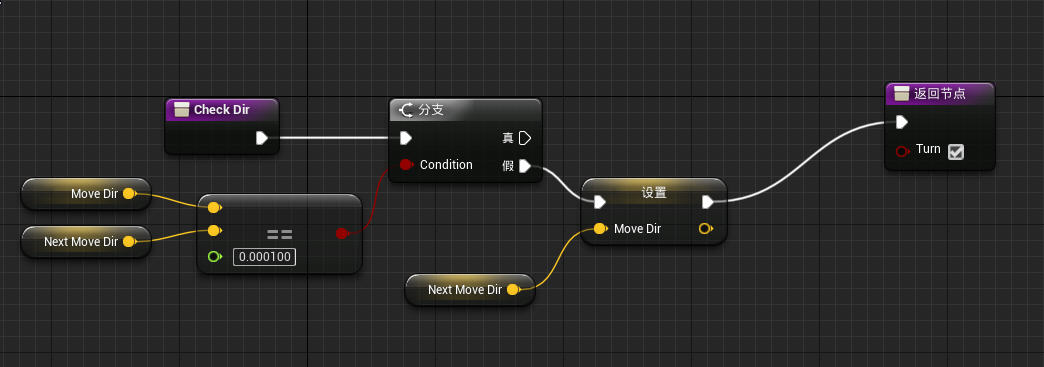 Check Dir
分支
真
Condition
假
Move Dir
Next Move Dir
==
0.000100
设置
Move Dir
Next Move Dir
返回节点
Turn